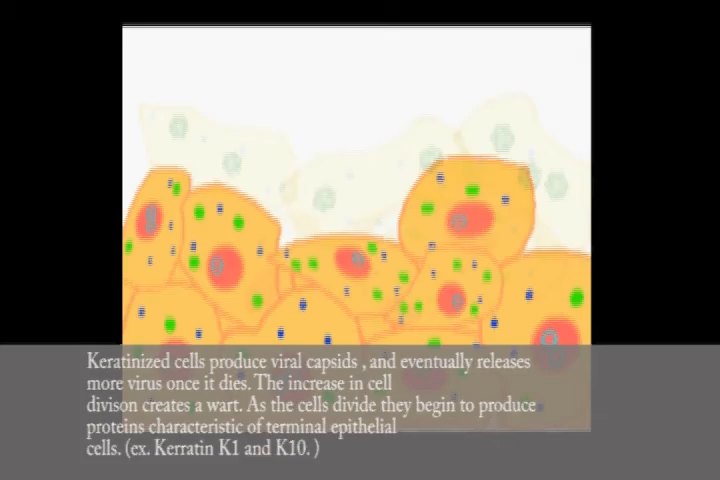 Keratinized cells produce viral capsids , and eventually releases
more virus once it dies. The increase in cell
divison creates a wart. As the cells divide they begin to produce
proteins characteristic of terminal epithelial
cells. (ex. Kerratin K1 and K10. )